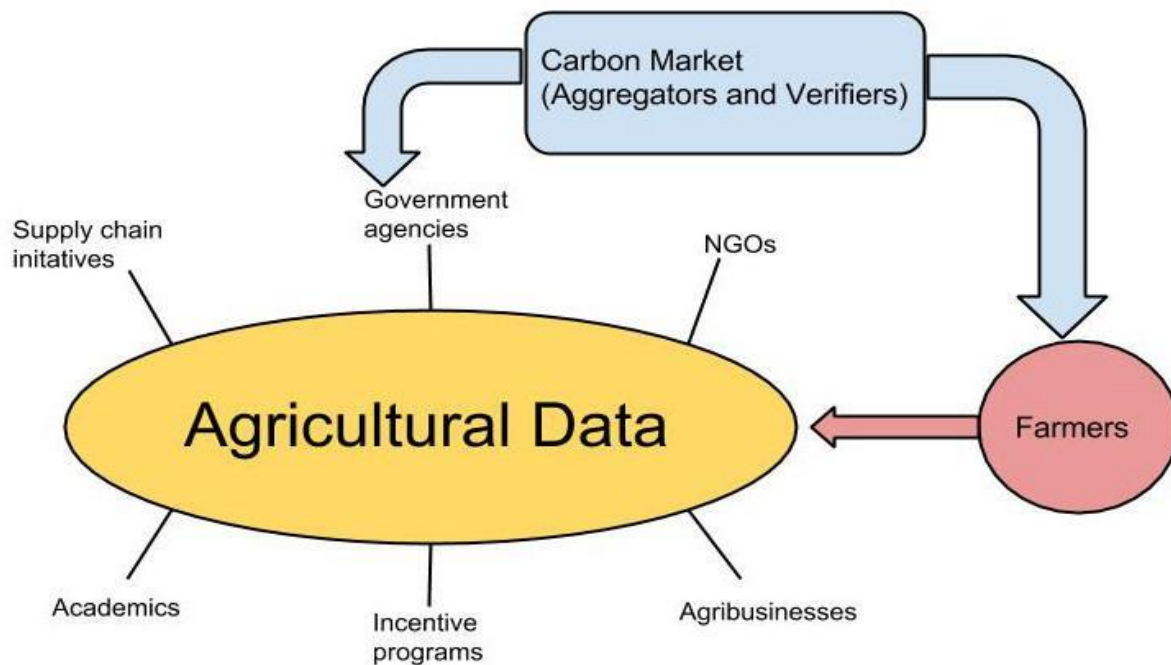 Carbon Market
(Aggregators and Verifiers)
Government
agencies
Supply chain
initatives
NGOs
Agricultural Data
Farmers
Academics
Incentive
programs
Agribusinesses